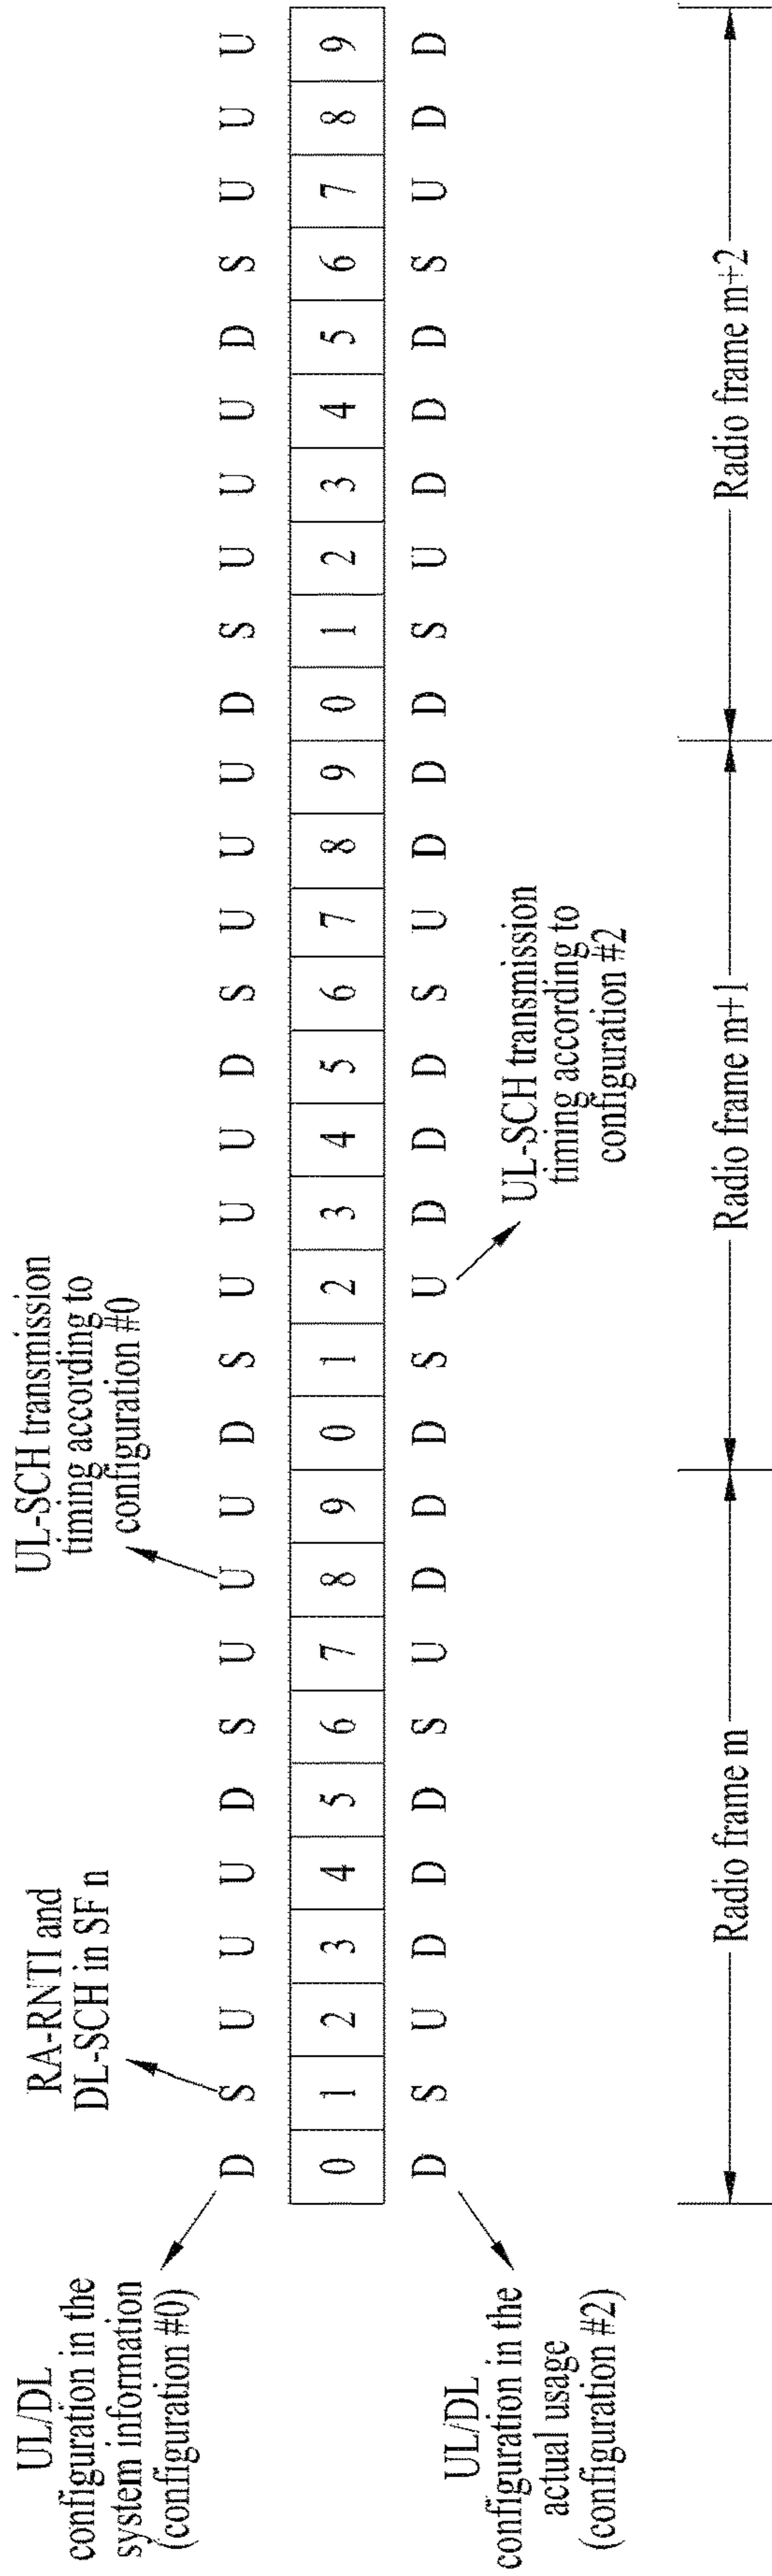 RA-RNTI and
DL-SCH in SF n
UL-SCH transmission
timing according to
configuration #0
UL/DL
configuration in the
system information
(configuration #0)
D S U U U D S U U U D S U U U D S U U U D S U U U D S U U U
0 1 2 3 4 5 6 7 8 9 0 1 2 3 4 5 6 7 8 9 0 1 2 3 4 5 6 7 8 9
D S U D D D S U D D D S U D D D S U D D D S U D D D S U D D
UL/DL
configuration in the
actual usage
(configuration #2)
UL-SCH transmission
timing according to
configuration #2
Radio frame m
Radio frame m+1
Radio frame m+2